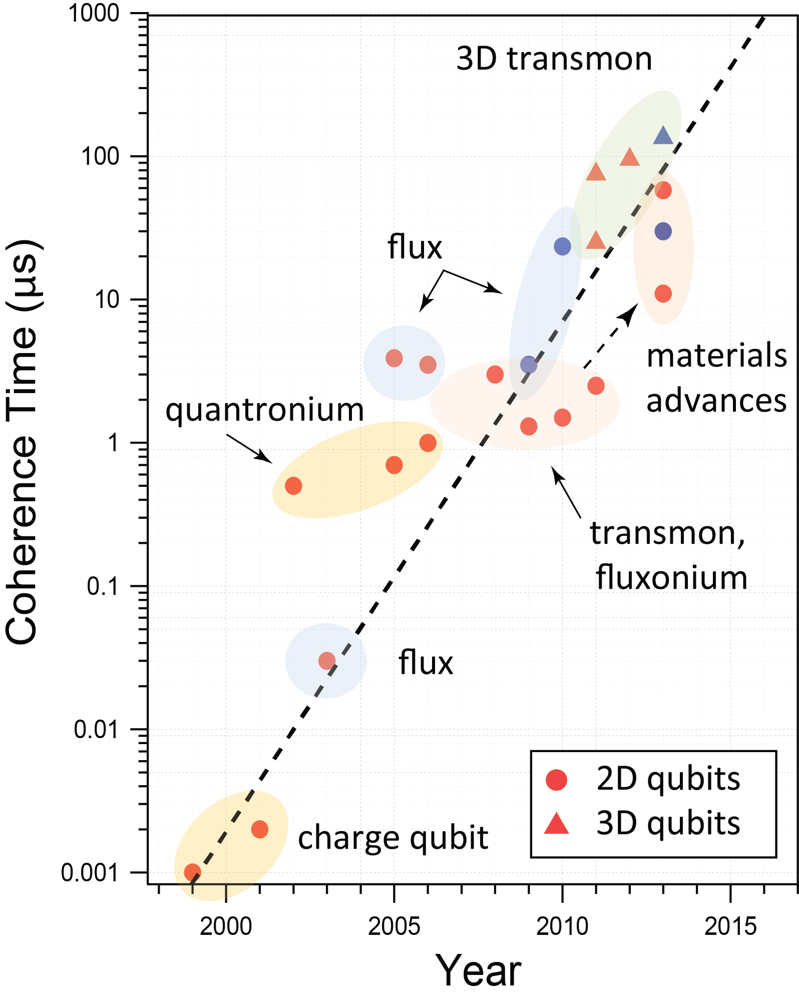 1000
100
10
1
0.1
0.01
0.001
Coherence Time (µs)
3D transmon
flux
materials
advances
quantronium
transmon,
fluxonium
flux
charge qubit
2D qubits
3D qubits
2000
2005
2010
2015
Year